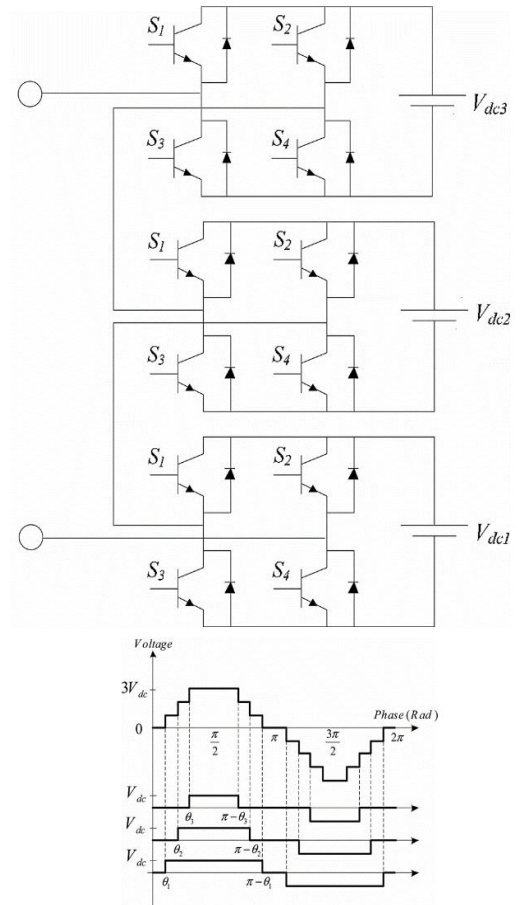 S1 S2
Vdc3
S3 S4
S1 S2
Vdc2
S3 S4
S1 S2
Vdc1
S3 S4
Voltage
3Vdc
Phase (Rad)
0 π/2 π 3π/2 2π
Vdc
θ3 π-θ3
Vdc
θ2 π-θ2
Vdc
θ1 π-θ1